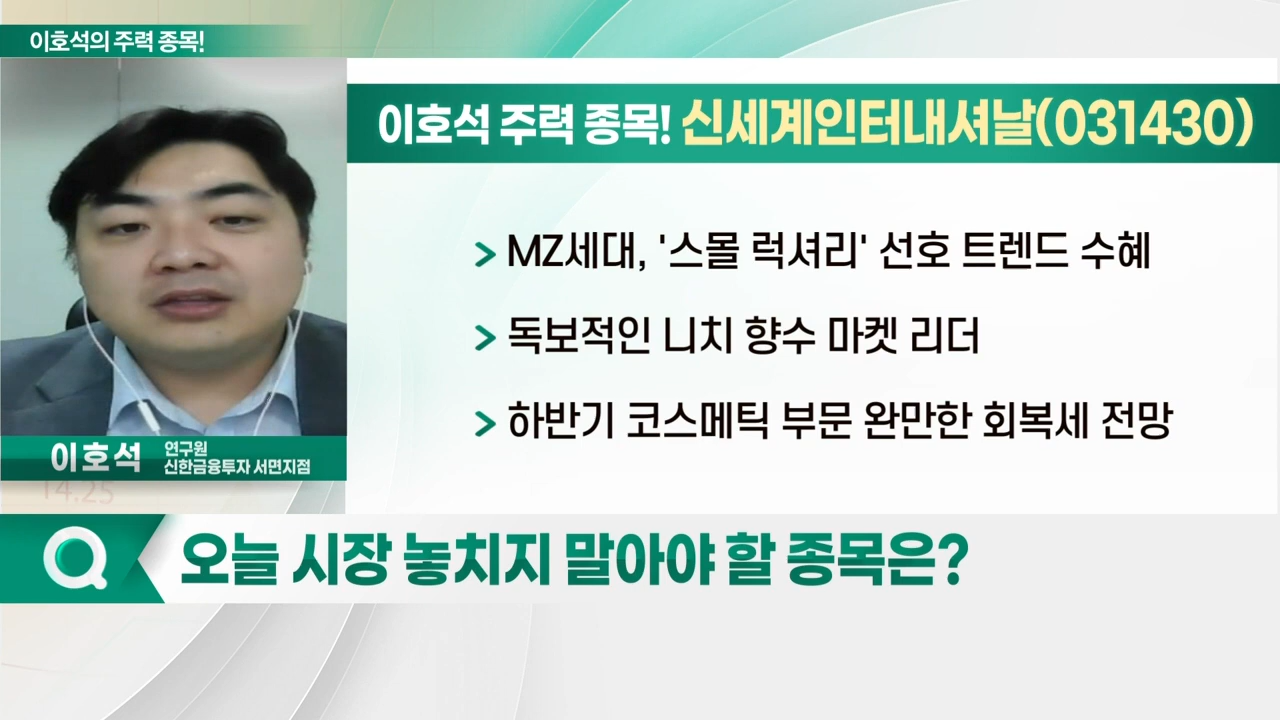 이호석의 주력 종목!
이호석 주력 종목! 신세계인터내셔날(031430)
> MZ세대, '스몰 럭셔리' 선호 트렌드 수혜
> 독보적인 니치 향수 마켓 리더
> 하반기 코스메틱 부문 완만한 회복세 전망
이호석 연구원
신한금융투자 서면지점
14.25
Q 오늘 시장 놓치지 말아야 할 종목은?